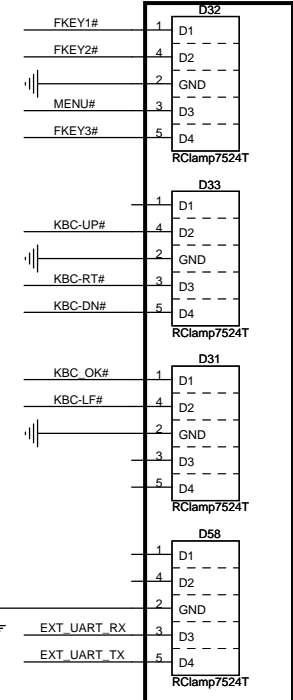 D32
FKEY1# 1 D1
FKEY2# 4 D2
2 GND
MENU# 3 D3
FKEY3# 5 D4
RClamp7524T
D33
1 D1
KBC-UP# 4 D2
2 GND
KBC-RT# 3 D3
KBC-DN# 5 D4
RClamp7524T
D31
KBC_OK# 1 D1
KBC-LF# 4 D2
2 GND
3 D3
5 D4
RClamp7524T
D58
1 D1
4 D2
2 GND
EXT_UART_RX 3 D3
EXT_UART_TX 5 D4
RClamp7524T